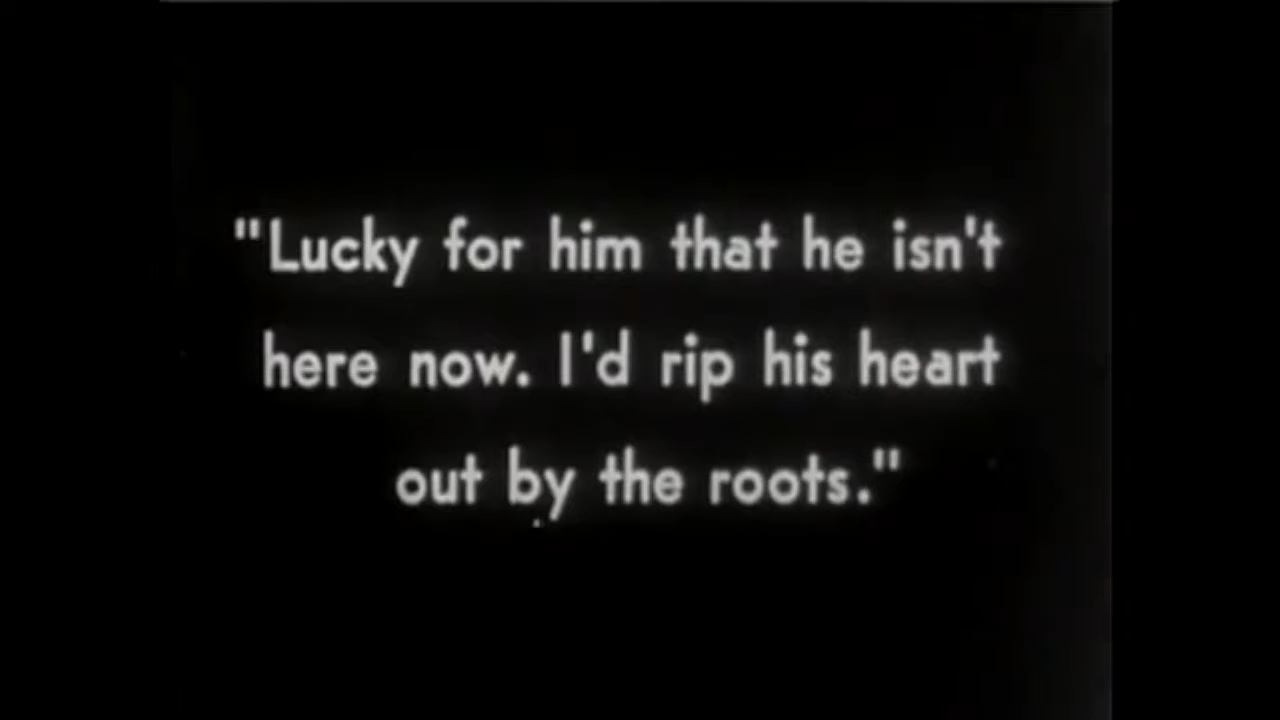 "Lucky for him that he isn't
here now. I'd rip his heart
out by the roots."